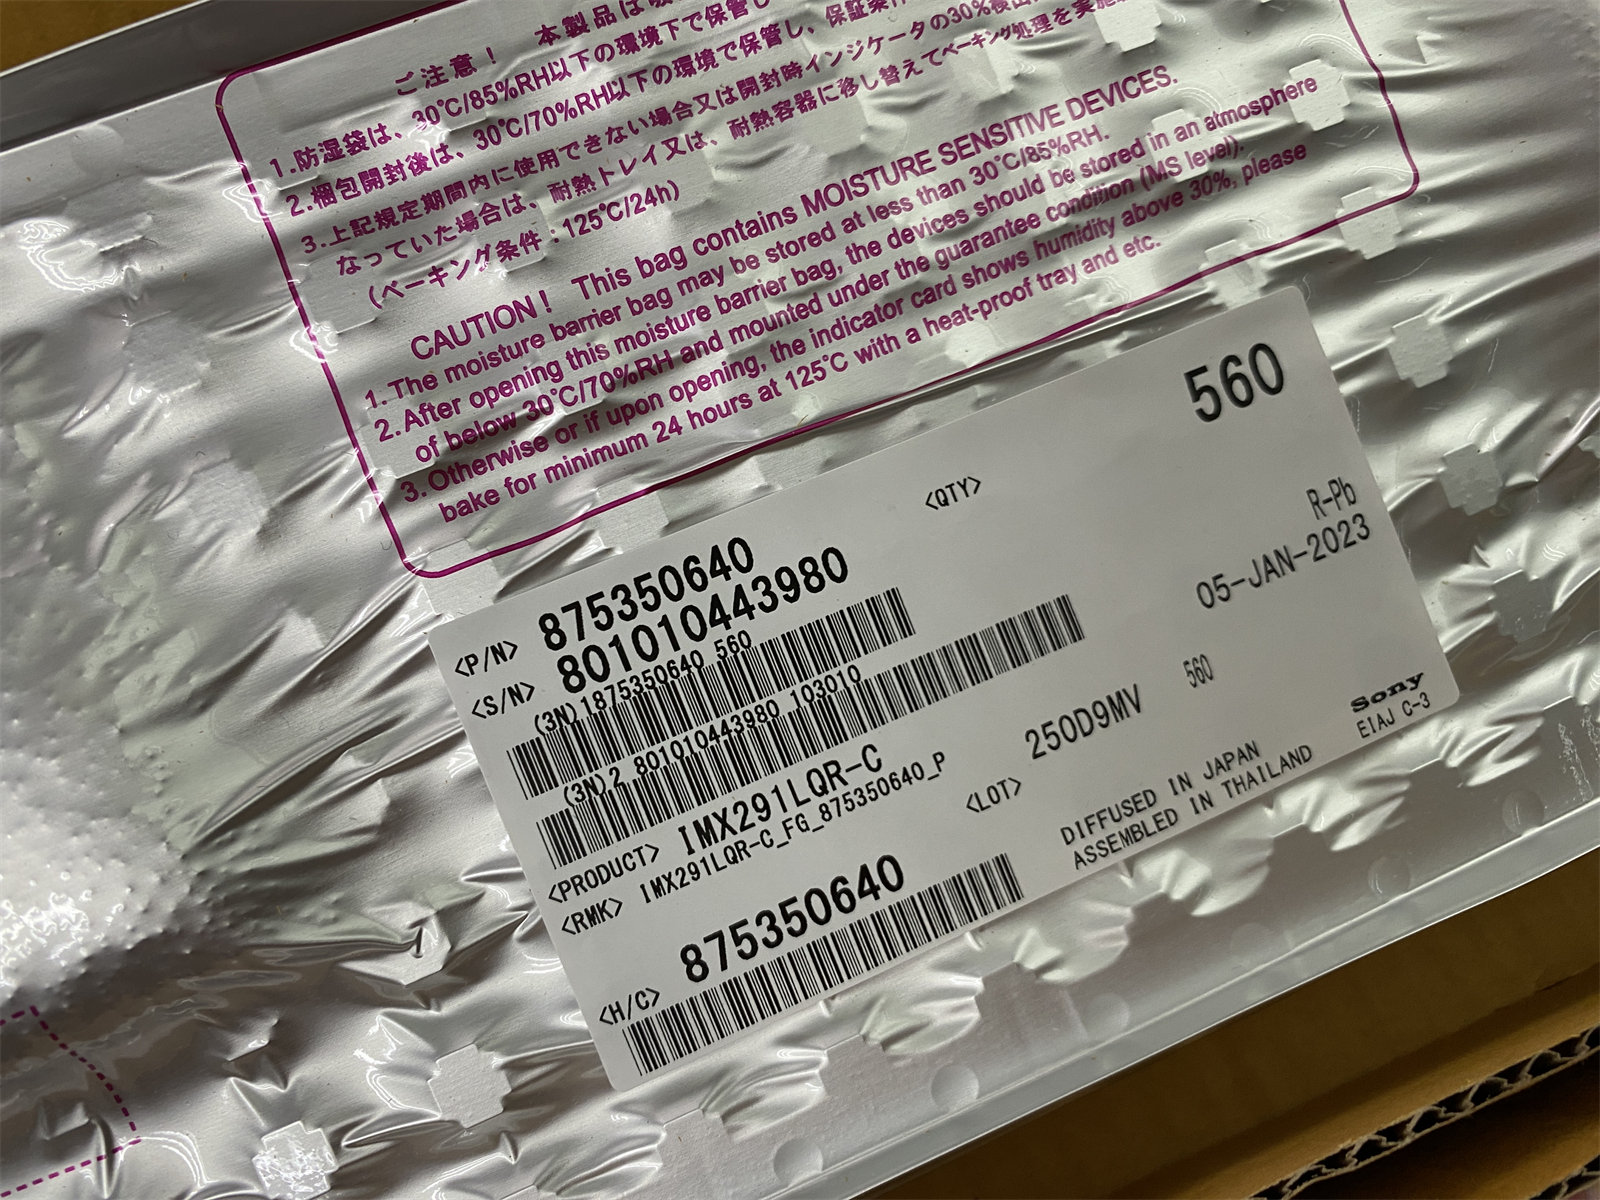 ご注意！ 本製品は
1.防湿袋は、30℃/85%RH以下の環境下で保管し
2.梱包開封後は、30℃/70%RH以下の環境で保管し、保証条件
3.上記規定期間内に使用できない場合又は開封時インジケータの30%検出
なっていた場合は、耐熱トレイ又は、耐熱容器に移し替えてベーキング処理を実施
(ベーキング条件：125℃/24h)
CAUTION！ This bag contains MOISTURE SENSITIVE DEVICES.
1.The moisture barrier bag may be stored at less than 30℃/85%RH.
2.After opening this moisture barrier bag, the devices should be stored in an atmosphere
of below 30℃/70%RH and mounted under the guarantee condition (MS level).
3.Otherwise or if upon opening, the indicator card shows humidity above 30%, please
bake for minimum 24 hours at 125℃ with a heat-proof tray and etc.
560
<QTY>
R-Pb
<P/N> 875350640
<S/N> 801010443980
05-JAN-2023
(3N)1875350640 560
(3N)2 801010443980 103010
<PRODUCT> IMX291LQR-C
<RMK> IMX291LQR-C_FG_875350640_P
<LOT> 250D9MV 560
Sony
EIAJ C-3
<H/C> 875350640
DIFFUSED IN JAPAN
ASSEMBLED IN THAILAND